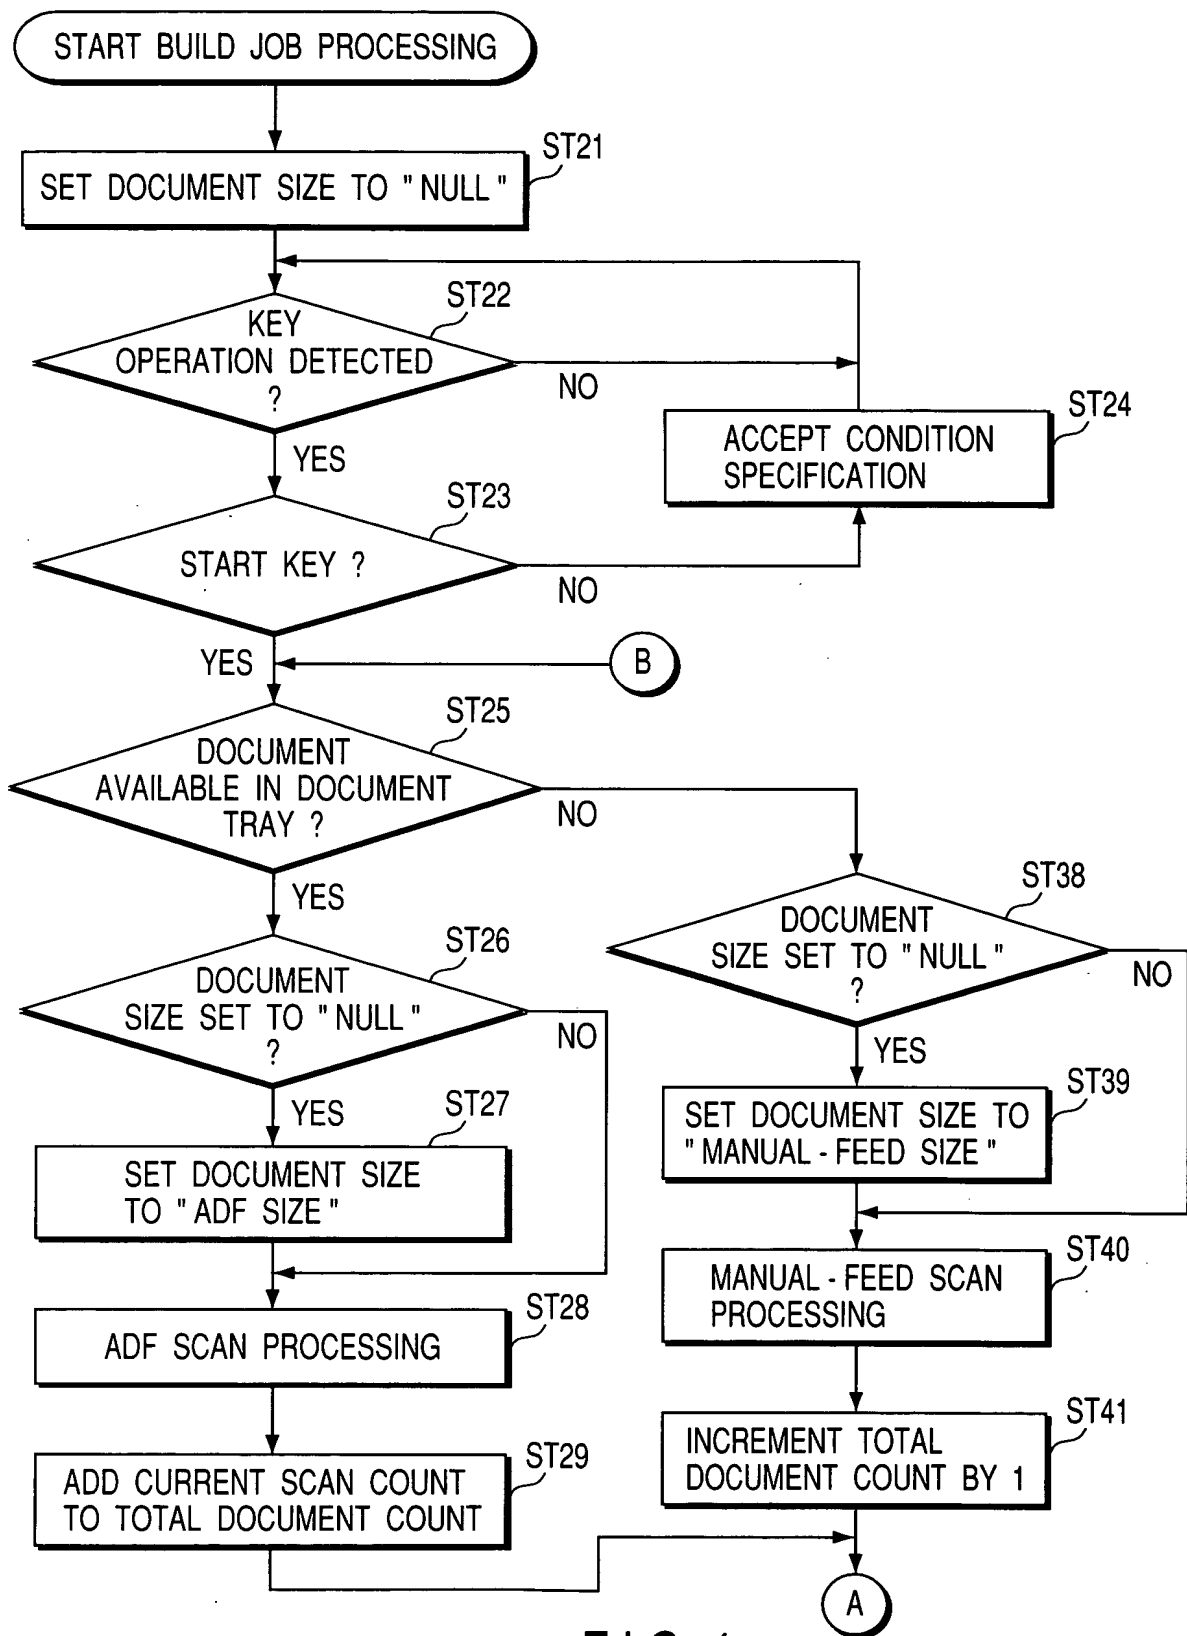 START BUILD JOB PROCESSING
ST21
SET DOCUMENT SIZE TO "NULL"
ST22
KEY
OPERATION DETECTED
?
NO
YES
ST24
ACCEPT CONDITION
SPECIFICATION
ST23
START KEY ?
NO
YES
B
ST25
DOCUMENT
AVAILABLE IN DOCUMENT
TRAY ?
NO
YES
ST38
DOCUMENT
SIZE SET TO "NULL"
?
NO
YES
ST26
DOCUMENT
SIZE SET TO "NULL"
?
NO
YES
ST39
SET DOCUMENT SIZE TO
"MANUAL-FEED SIZE"
ST27
SET DOCUMENT SIZE
TO "ADF SIZE"
ST40
MANUAL-FEED SCAN
PROCESSING
ST28
ADF SCAN PROCESSING
ST41
INCREMENT TOTAL
DOCUMENT COUNT BY 1
ST29
ADD CURRENT SCAN COUNT
TO TOTAL DOCUMENT COUNT
A